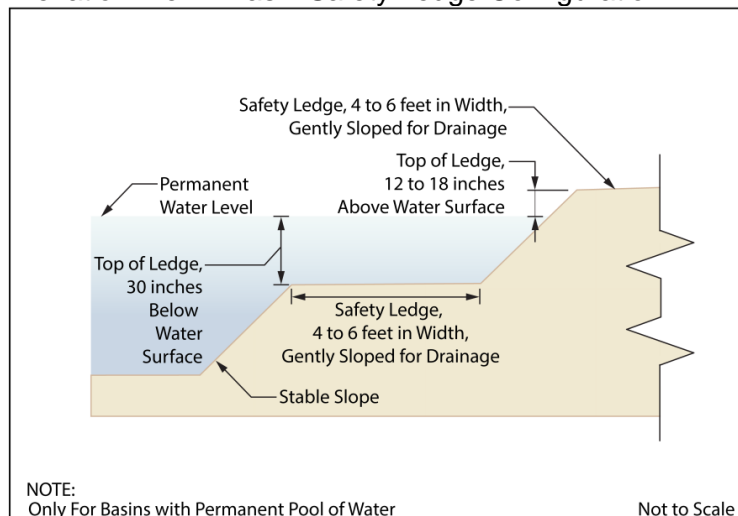 Safety Ledge, 4 to 6 feet in Width,
Gently Sloped for Drainage
Top of Ledge,
12 to 18 inches
Above Water Surface
Permanent
Water Level
Top of Ledge,
30 inches
Below
Water
Surface
Safety Ledge,
4 to 6 feet in Width,
Gently Sloped for Drainage
Stable Slope
NOTE:
Only For Basins with Permanent Pool of Water
Not to Scale